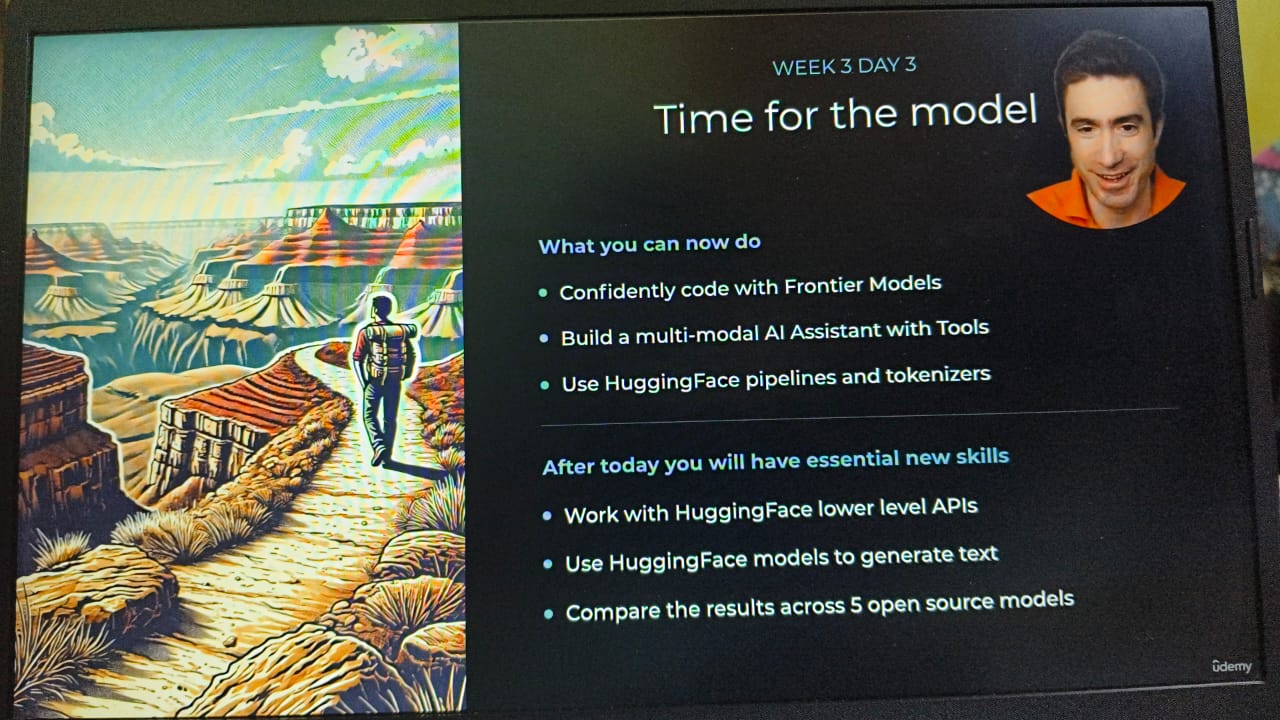 WEEK 3 DAY 3
Time for the model
What you can now do
Confidently code with Frontier Models
Build a multi-modal AI Assistant with Tools
Use HuggingFace pipelines and tokenizers
After today you will have essential new skills
Work with HuggingFace lower level APIs
Use HuggingFace models to generate text
Compare the results across 5 open source models
udemy